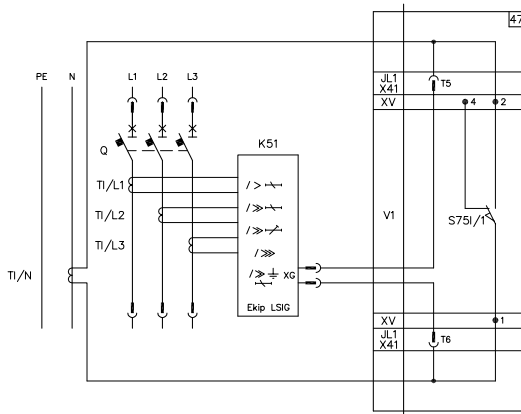 47
PE N L1 L2 L3
JL1
X41
T5
XV 4 2
Q
K51
TI/L1
/ >
TI/L2
/ ≫
V1
S75I/1
/ ≫
TI/L3
/ ⋙
TI/N
/ ≫ XG
Ekip LSIG
XV 1
JL1
X41
T6